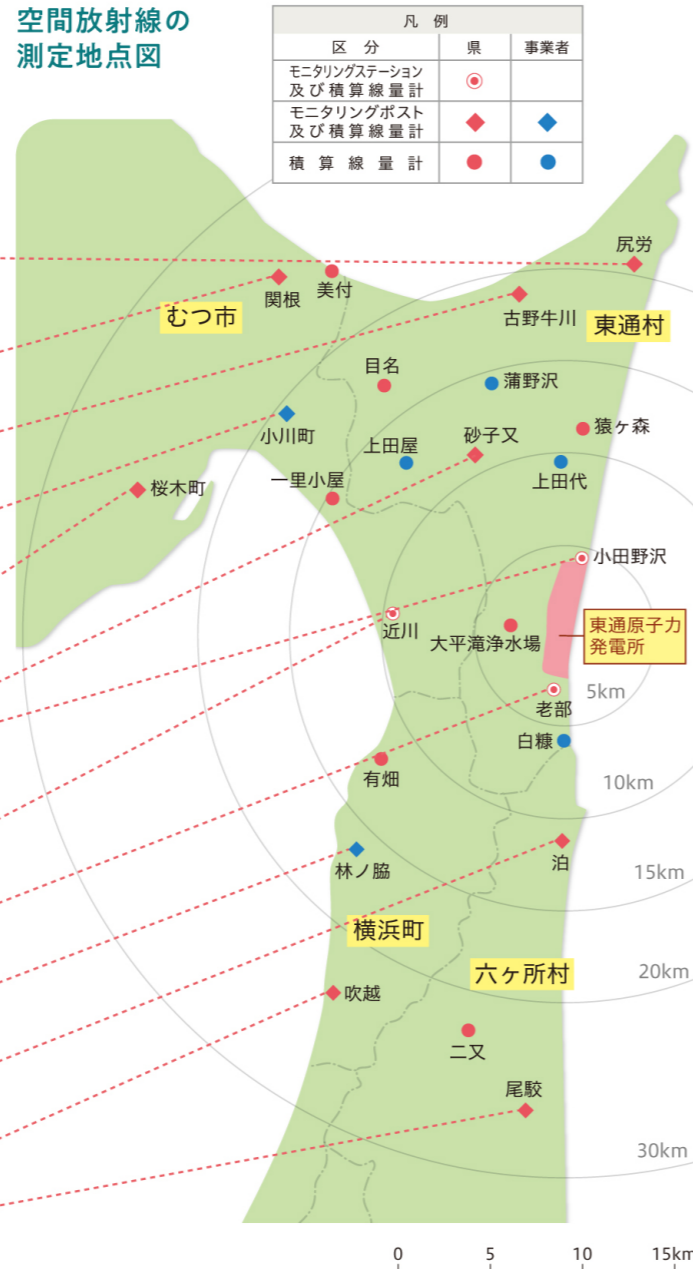 空間放射線の
測定地点図
凡 例
区 分 県 事業者
モニタリングステーション
及び積算線量計
モニタリングポスト
及び積算線量計
積 算 線 量 計
尻労
関根
美付
古野牛川
むつ市
東通村
目名
蒲野沢
小川町
上田屋
砂子又
猿ヶ森
一里小屋
上田代
桜木町
小田野沢
近川
大平滝浄水場
東通原子力
発電所
老部
5km
白糠
有畑
10km
林ノ脇
泊
15km
横浜町
六ヶ所村
20km
吹越
二又
尾駮
30km
0 5 10 15km